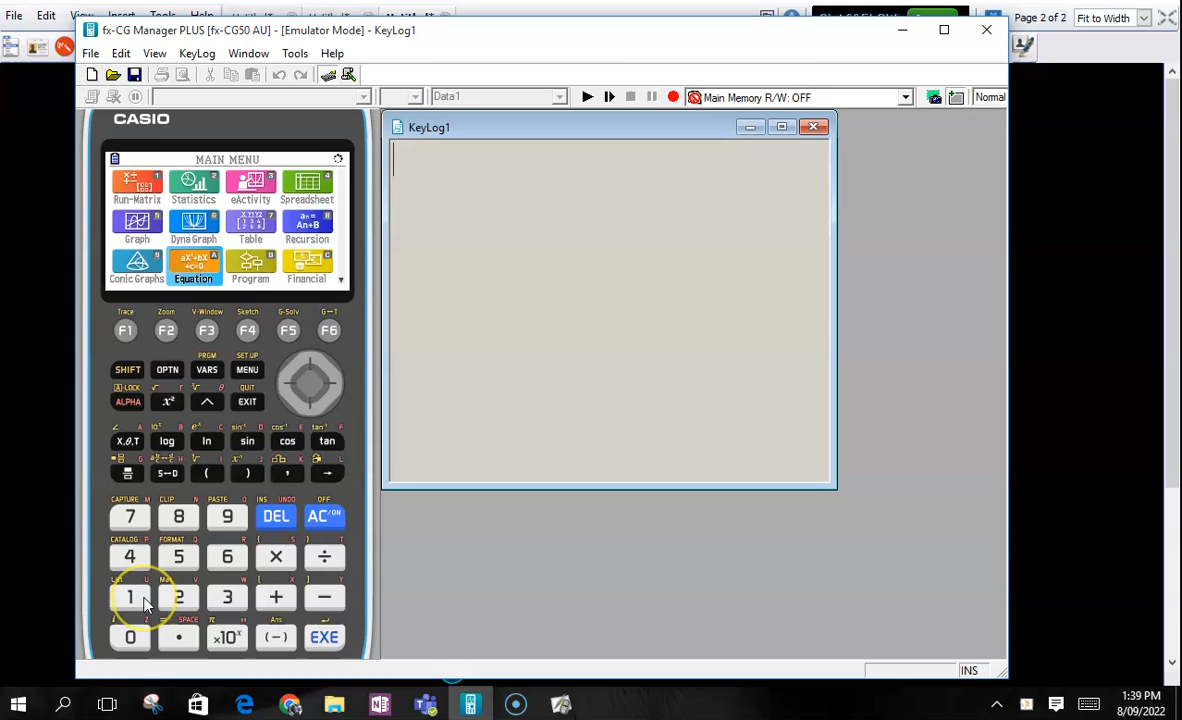 File Edit
Tools
Page 2 of 2 Fit to Width
fx-CG Manager PLUS [fx-CG50 AU] - [Emulator Mode] - KeyLog1
File Edit View KeyLog Window Tools Help
Data1 Main Memory R/W: OFF Normal
CASIO
KeyLog1
MAIN MENU
Run-Matrix Statistics eActivity Spreadsheet
Graph Dyna Graph Table Recursion
Conic Graphs Equation Program Financial
Trace Zoom V-Window Sketch G-Solv G↔T
F1 F2 F3 F4 F5 F6
PRGM SET UP
SHIFT OPTN VARS MENU
A-LOCK QUIT
ALPHA x² ^ EXIT
X,θ,T log ln sin cos tan
S↔D ( ) , →
CAPTURE M CLIP N PASTE O INS UNDO OFF
7 8 9 DEL AC/ON
CATALOG P FORMAT Q R { S } T
4 5 6 × ÷
U V W [ X ] Y
1 2 3 + −
i Z = SPACE π Ans
0 • ×10ˣ (−) EXE
INS
1:39 PM
8/09/2022